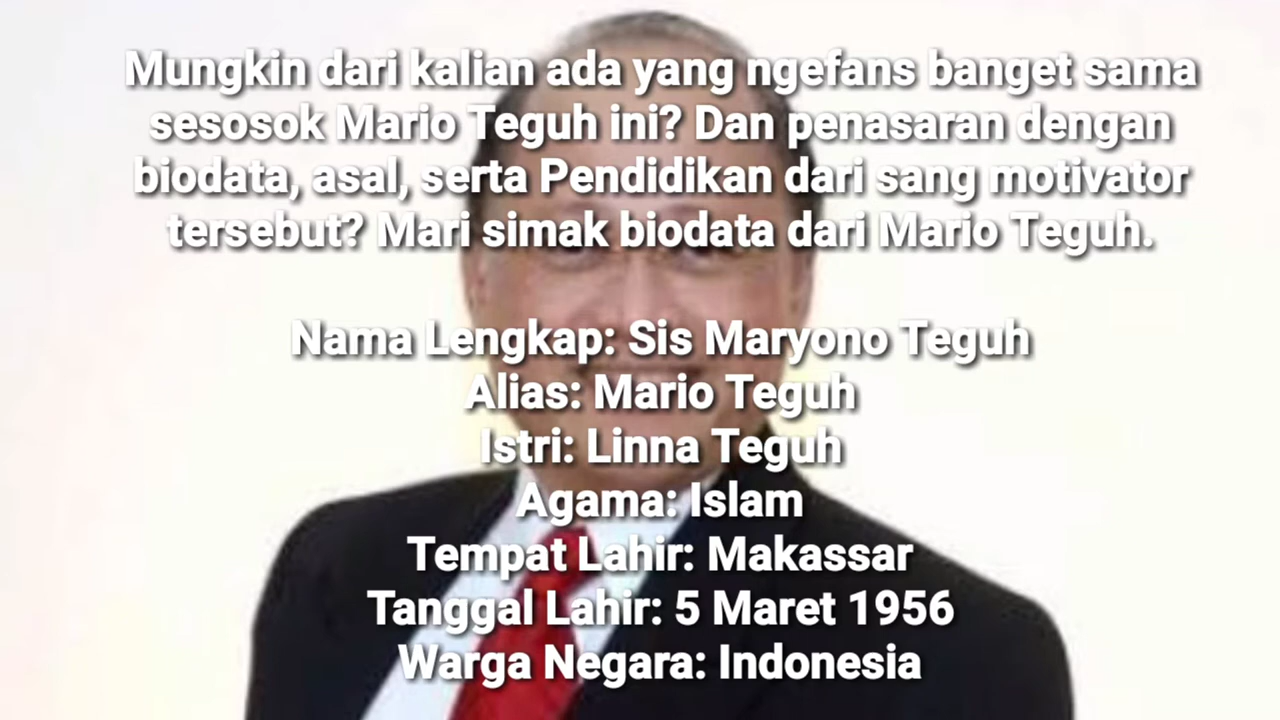 Mungkin dari kalian ada yang ngefans banget sama
sesosok Mario Teguh ini? Dan penasaran dengan
biodata, asal, serta Pendidikan dari sang motivator
tersebut? Mari simak biodata dari Mario Teguh.
Nama Lengkap: Sis Maryono Teguh
Alias: Mario Teguh
Istri: Linna Teguh
Agama: Islam
Tempat Lahir: Makassar
Tanggal Lahir: 5 Maret 1956
Warga Negara: Indonesia